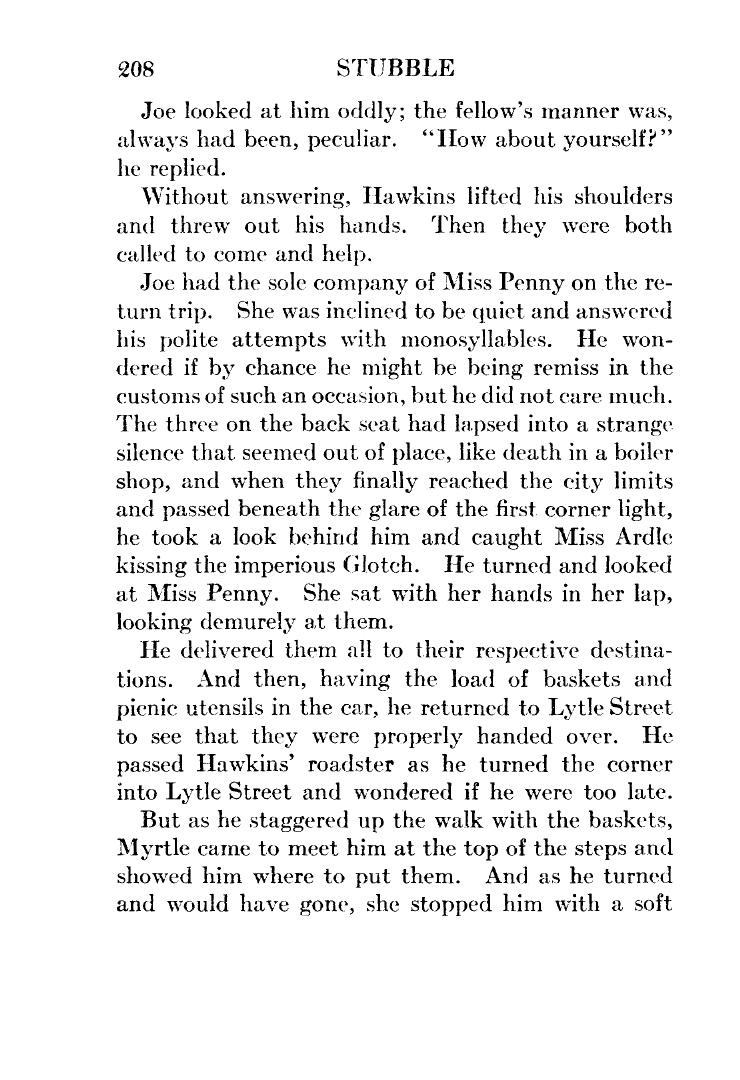 208 STUBBLE
Joe looked at him oddly; the fellow's manner was,
always had been, peculiar. "How about yourself?"
he replied.
Without answering, Hawkins lifted his shoulders
and threw out his hands. Then they were both
called to come and help.
Joe had the sole company of Miss Penny on the re-
turn trip. She was inclined to be quiet and answered
his polite attempts with monosyllables. He won-
dered if by chance he might be being remiss in the
customs of such an occasion, but he did not care much.
The three on the back seat had lapsed into a strange
silence that seemed out of place, like death in a boiler
shop, and when they finally reached the city limits
and passed beneath the glare of the first corner light,
he took a look behind him and caught Miss Ardle
kissing the imperious Glotch. He turned and looked
at Miss Penny. She sat with her hands in her lap,
looking demurely at them.
He delivered them all to their respective destina-
tions. And then, having the load of baskets and
picnic utensils in the car, he returned to Lytle Street
to see that they were properly handed over. He
passed Hawkins' roadster as he turned the corner
into Lytle Street and wondered if he were too late.
But as he staggered up the walk with the baskets,
Myrtle came to meet him at the top of the steps and
showed him where to put them. And as he turned
and would have gone, she stopped him with a soft